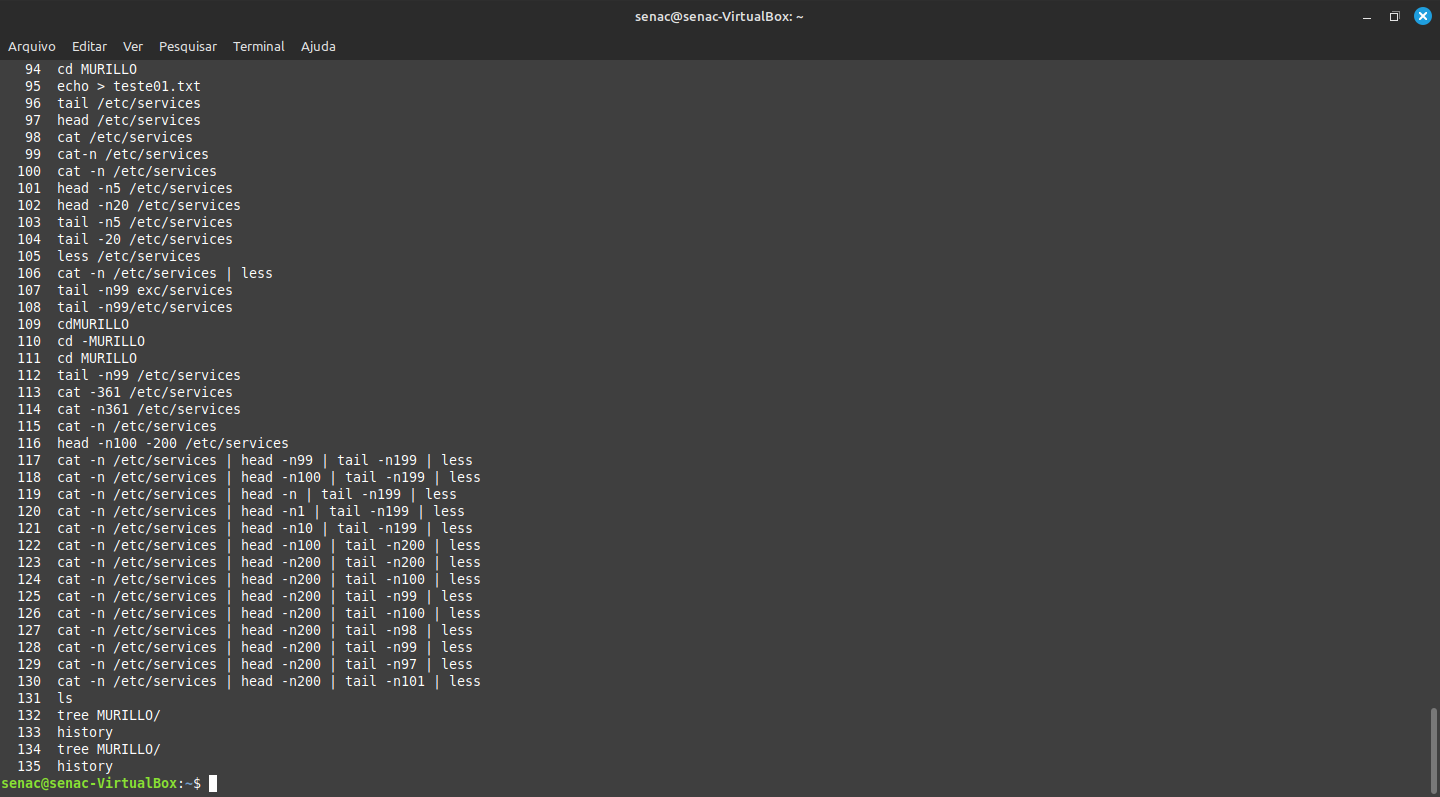 senac@senac-VirtualBox: ~
Arquivo Editar Ver Pesquisar Terminal Ajuda
94 cd MURILLO
95 echo > teste01.txt
96 tail /etc/services
97 head /etc/services
98 cat /etc/services
99 cat-n /etc/services
100 cat -n /etc/services
101 head -n5 /etc/services
102 head -n20 /etc/services
103 tail -n5 /etc/services
104 tail -20 /etc/services
105 less /etc/services
106 cat -n /etc/services | less
107 tail -n99 exc/services
108 tail -n99/etc/services
109 cdMURILLO
110 cd -MURILLO
111 cd MURILLO
112 tail -n99 /etc/services
113 cat -361 /etc/services
114 cat -n361 /etc/services
115 cat -n /etc/services
116 head -n100 -200 /etc/services
117 cat -n /etc/services | head -n99 | tail -n199 | less
118 cat -n /etc/services | head -n100 | tail -n199 | less
119 cat -n /etc/services | head -n | tail -n199 | less
120 cat -n /etc/services | head -n1 | tail -n199 | less
121 cat -n /etc/services | head -n10 | tail -n199 | less
122 cat -n /etc/services | head -n100 | tail -n200 | less
123 cat -n /etc/services | head -n200 | tail -n200 | less
124 cat -n /etc/services | head -n200 | tail -n100 | less
125 cat -n /etc/services | head -n200 | tail -n99 | less
126 cat -n /etc/services | head -n200 | tail -n100 | less
127 cat -n /etc/services | head -n200 | tail -n98 | less
128 cat -n /etc/services | head -n200 | tail -n99 | less
129 cat -n /etc/services | head -n200 | tail -n97 | less
130 cat -n /etc/services | head -n200 | tail -n101 | less
131 ls
132 tree MURILLO/
133 history
134 tree MURILLO/
135 history
senac@senac-VirtualBox:~$